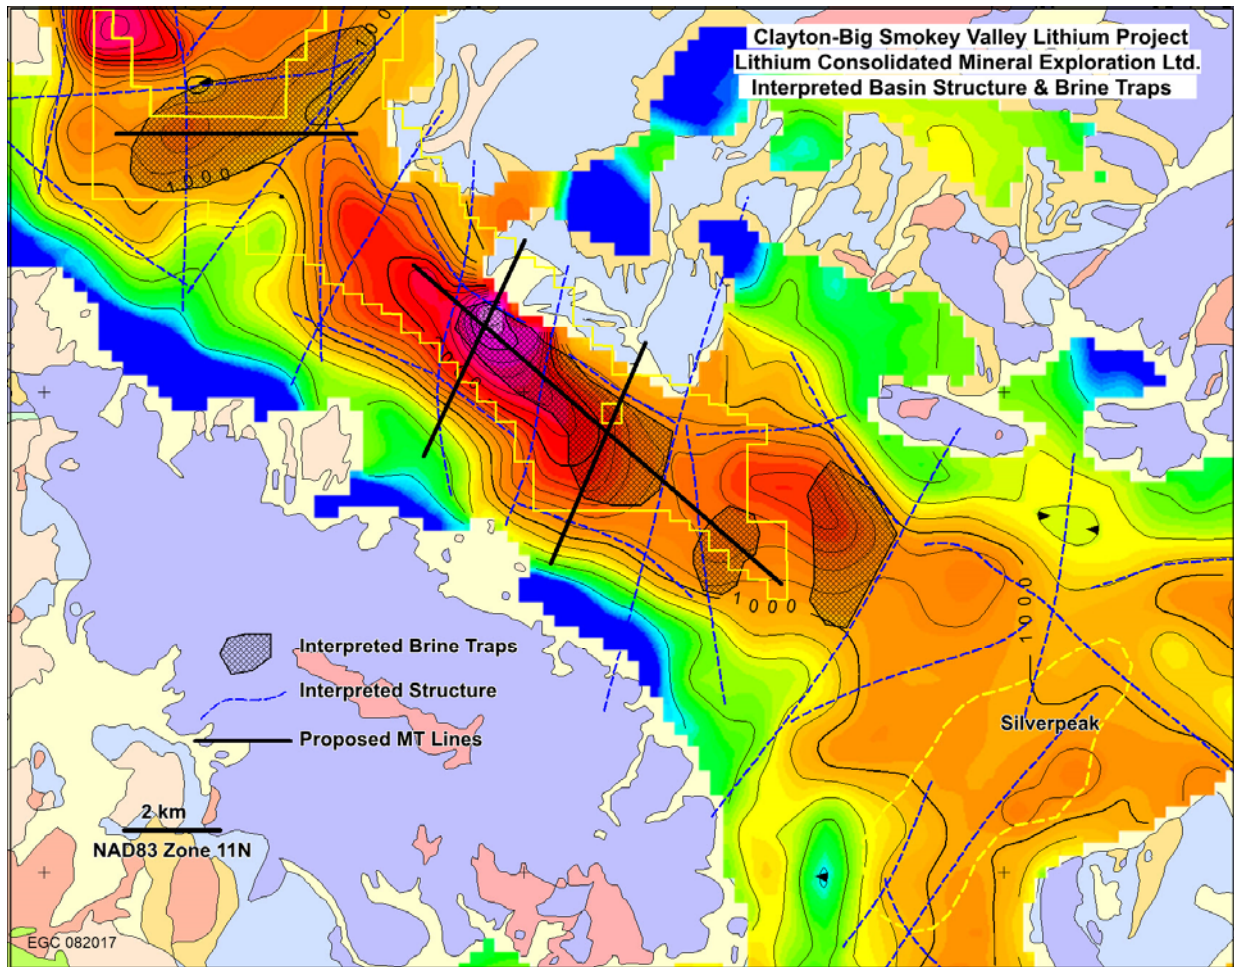 Clayton-Big Smokey Valley Lithium Project
Lithium Consolidated Mineral Exploration Ltd.
Interpreted Basin Structure & Brine Traps
1000
1000
1000
1000
Silverpeak
Interpreted Brine Traps
Interpreted Structure
Proposed MT Lines
2 km
NAD83 Zone 11N
EGC 082017